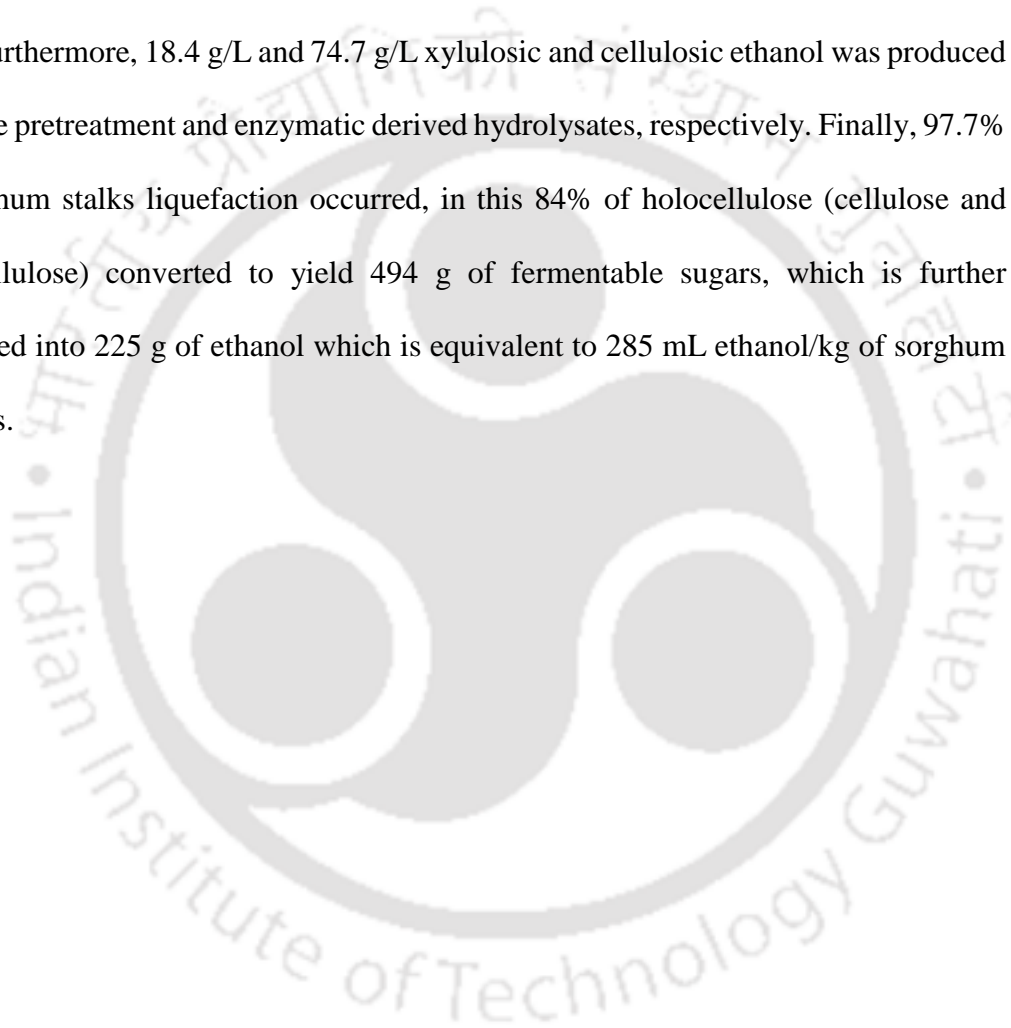 urthermore, 18.4 g/L and 74.7 g/L xylulosic and cellulosic ethanol was produced
e pretreatment and enzymatic derived hydrolysates, respectively. Finally, 97.7%
num stalks liquefaction occurred, in this 84% of holocellulose (cellulose and
llulose) converted to yield 494 g of fermentable sugars, which is further
ed into 225 g of ethanol which is equivalent to 285 mL ethanol/kg of sorghum
s.
Indian Institute of Technology Guwahati